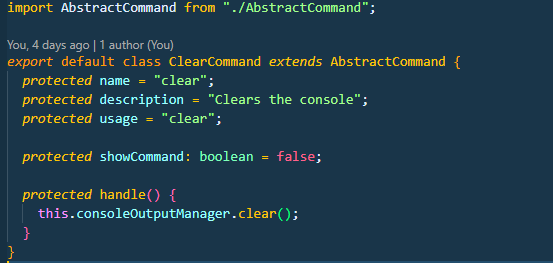 import AbstractCommand from "./AbstractCommand";
You, 4 days ago | 1 author (You)
export default class ClearCommand extends AbstractCommand {
  protected name = "clear";
  protected description = "Clears the console";
  protected usage = "clear";

  protected showCommand: boolean = false;

  protected handle() {
    this.consoleOutputManager.clear();
  }
}